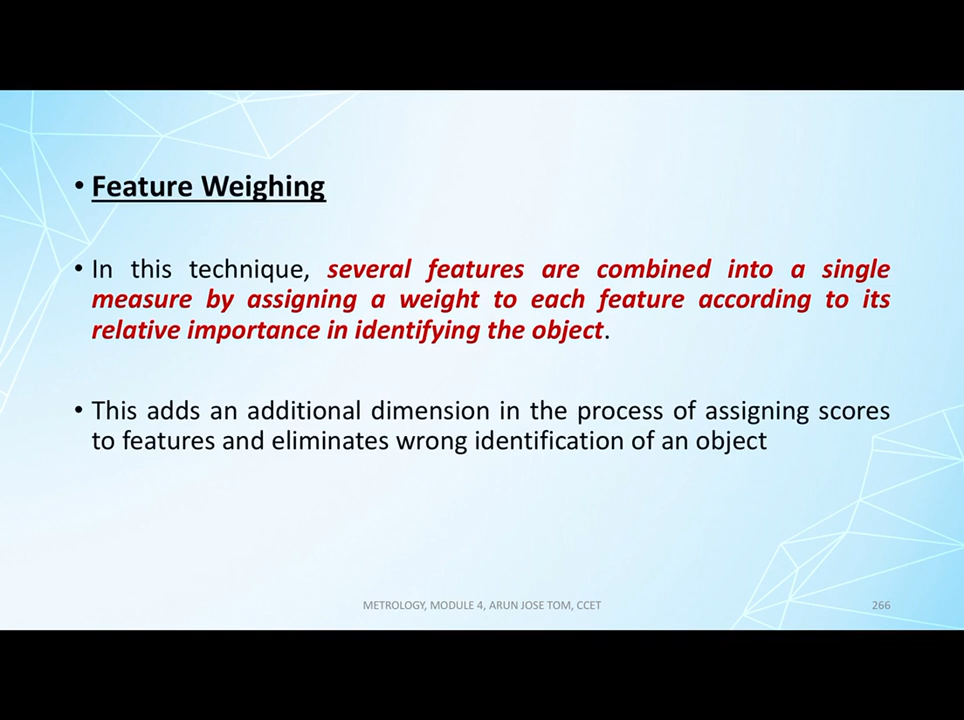 • Feature Weighing
• In this technique, several features are combined into a single
measure by assigning a weight to each feature according to its
relative importance in identifying the object.
• This adds an additional dimension in the process of assigning scores
to features and eliminates wrong identification of an object
METROLOGY, MODULE 4, ARUN JOSE TOM, CCET 266